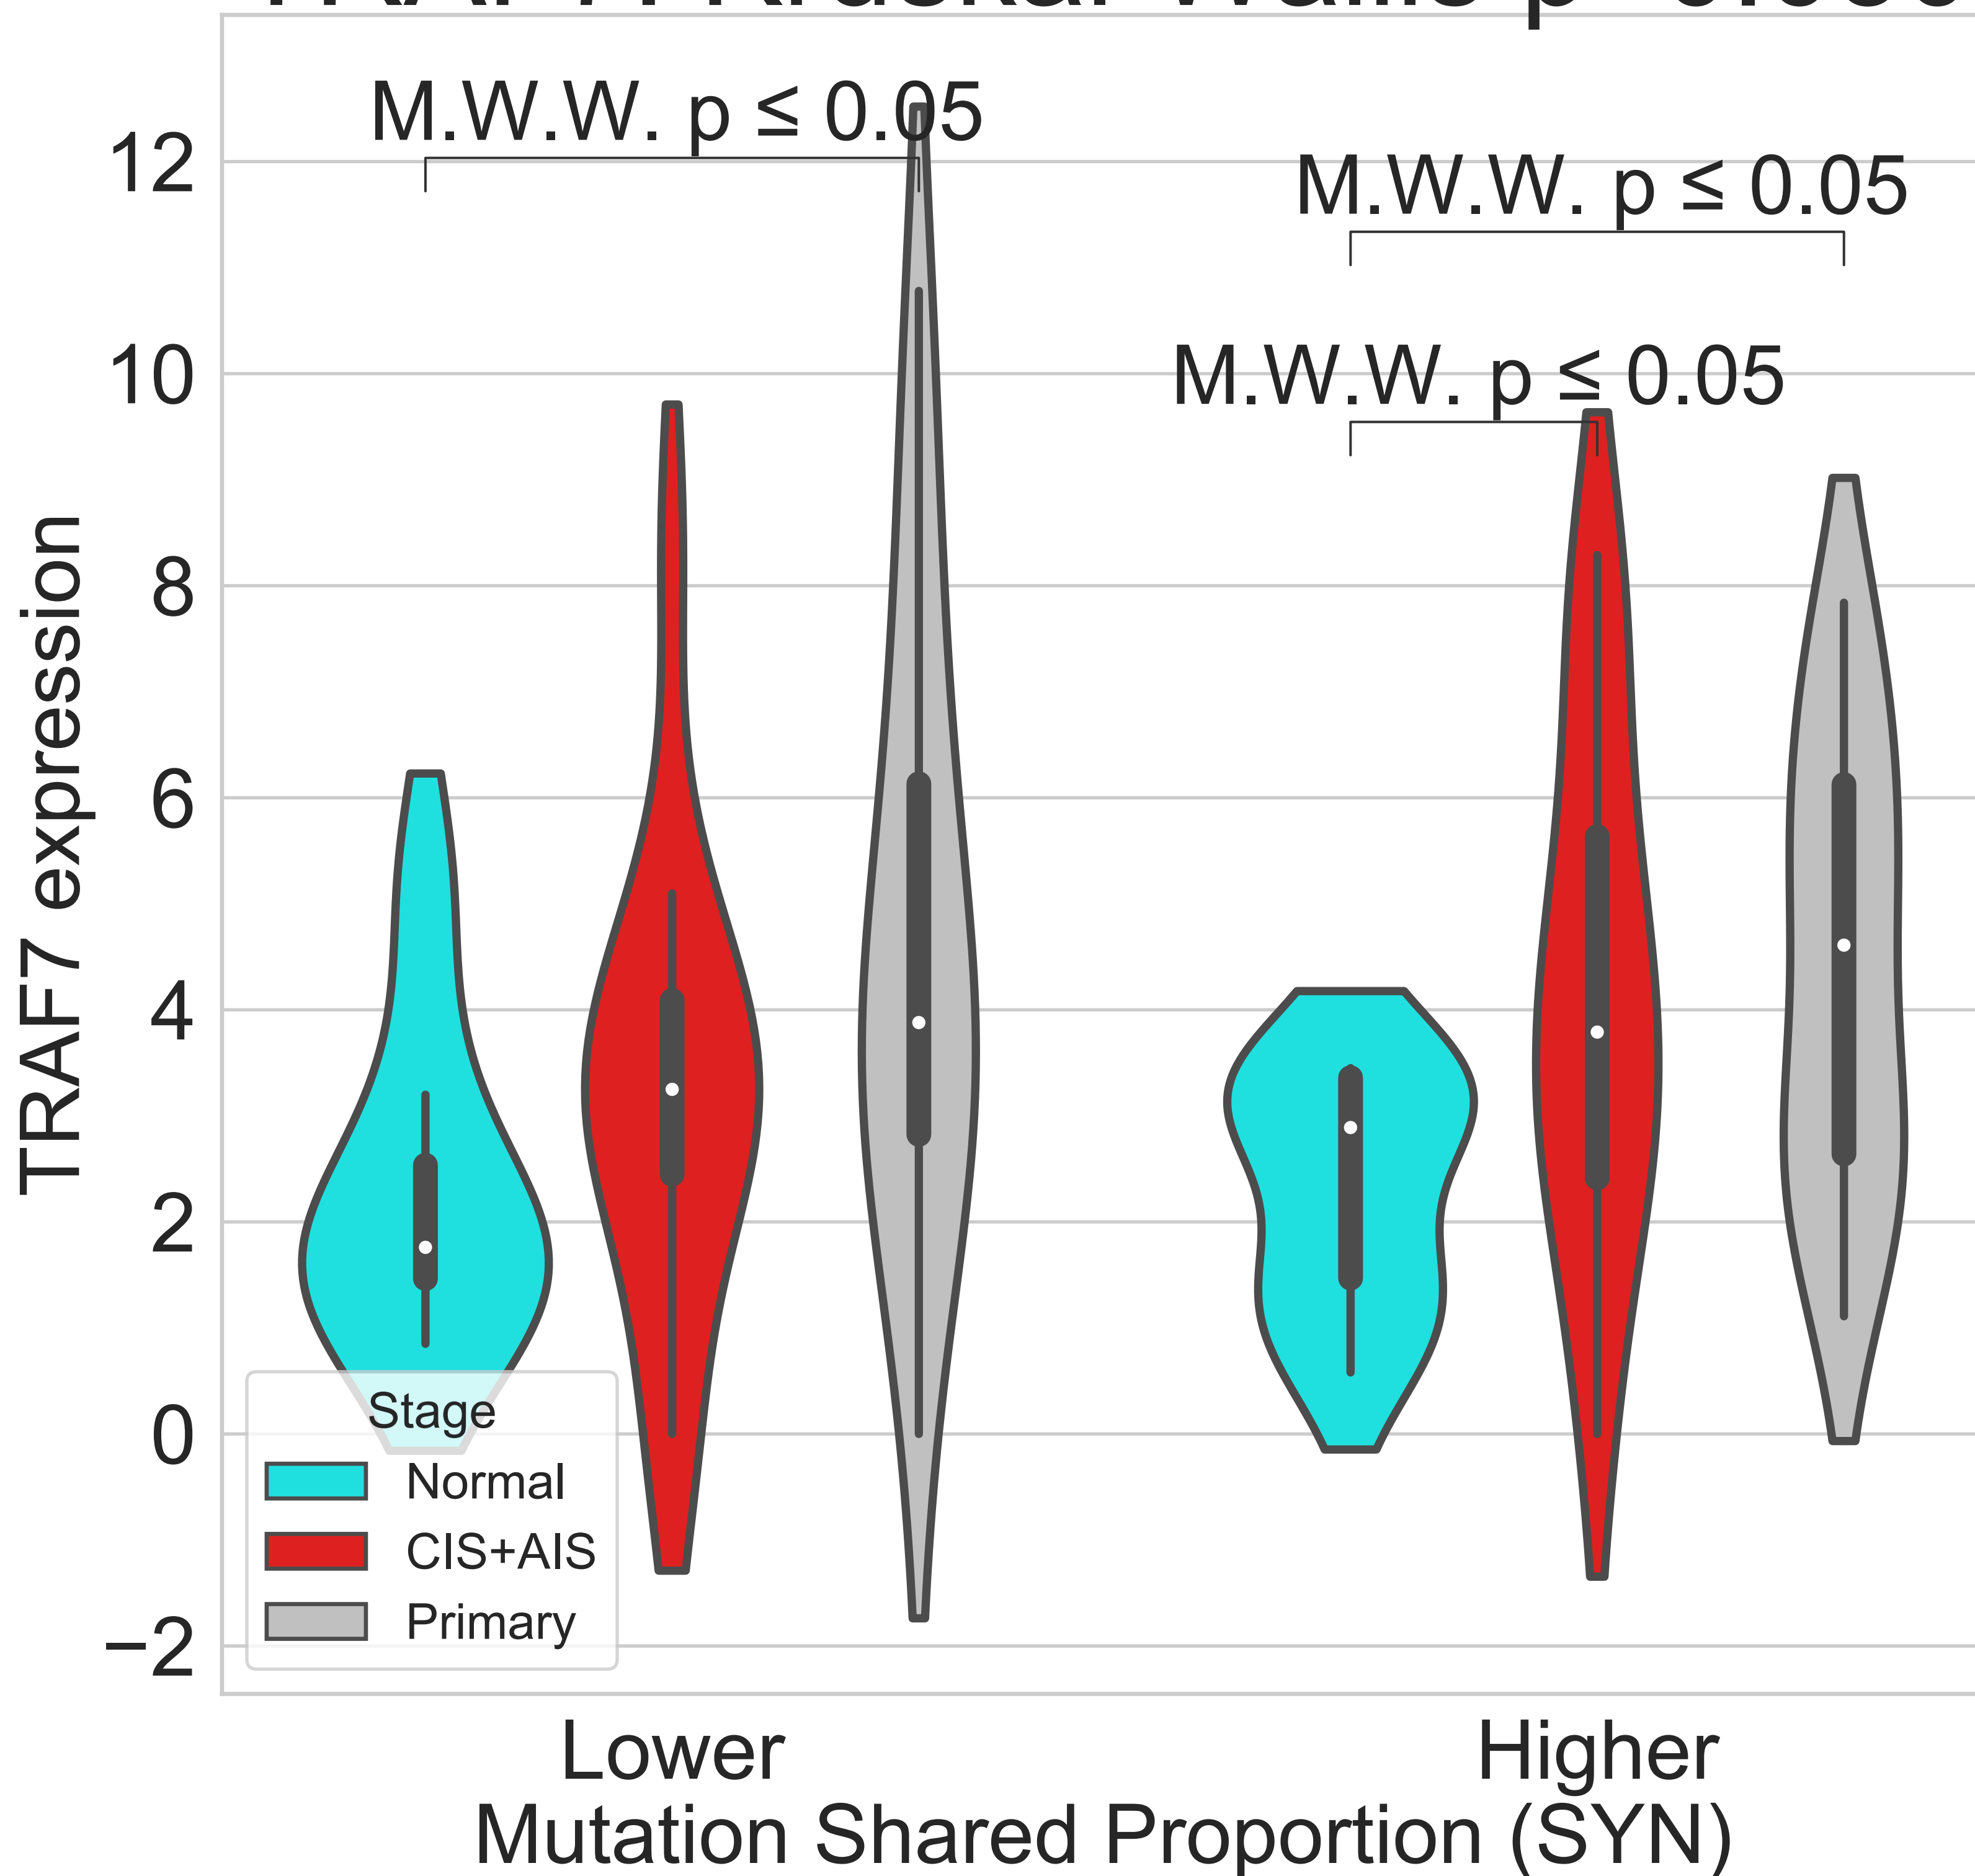 M.W.W. p ≤ 0.05
M.W.W. p ≤ 0.05
M.W.W. p ≤ 0.05
12
10
8
6
4
2
0
−2
TRAF7 expression
Stage
Normal
CIS+AIS
Primary
Lower
Higher
Mutation Shared Proportion (SYN)